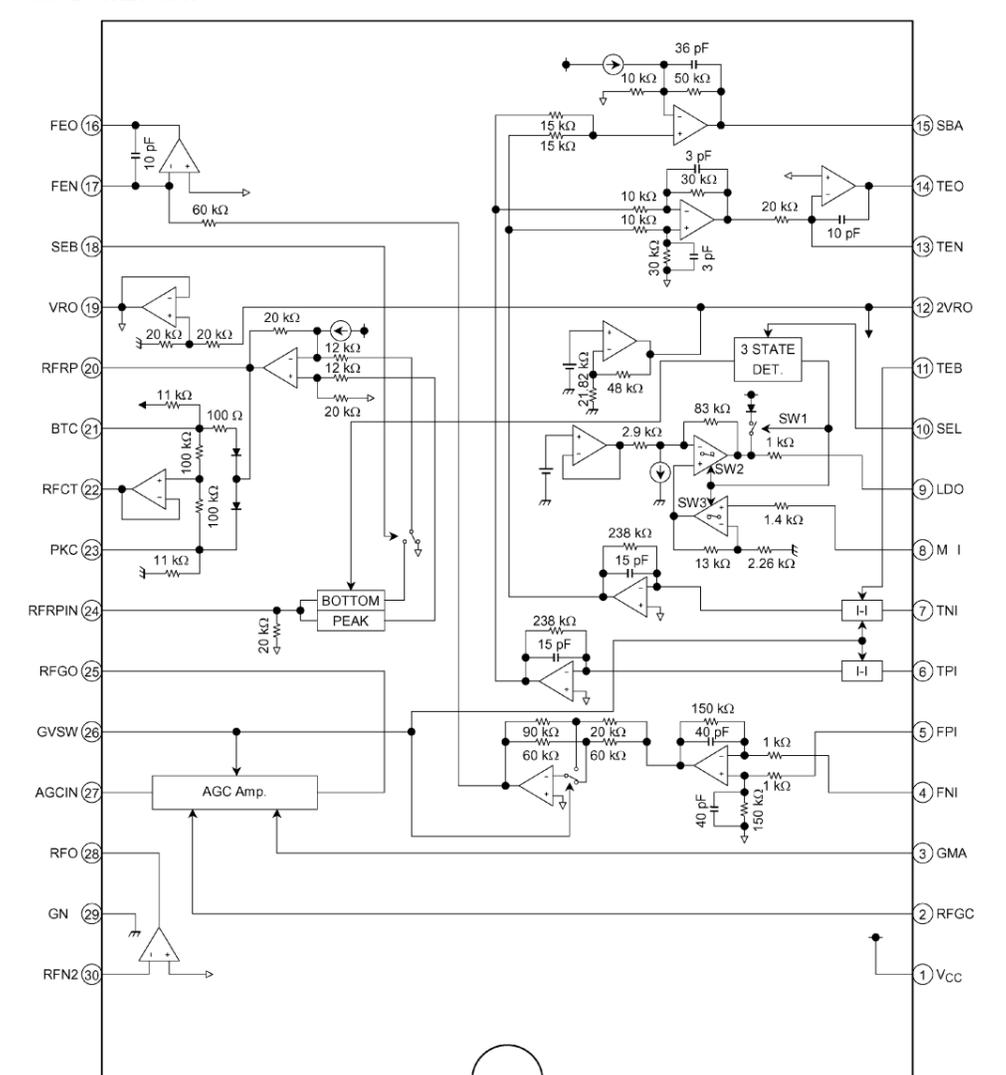 36 pF
10 kΩ 50 kΩ
15 kΩ
15 kΩ
FEO 16
10 pF
15 SBA
3 pF
30 kΩ
FEN 17
14 TEO
60 kΩ
10 kΩ
10 kΩ
20 kΩ
10 pF
30 kΩ
3 pF
SEB 18
13 TEN
VRO 19
12 2VRO
20 kΩ 20 kΩ
20 kΩ
12 kΩ
12 kΩ
20 kΩ
21.82 kΩ
48 kΩ
3 STATE
DET.
RFRP 20
11 TEB
11 kΩ
100 Ω
83 kΩ
SW1
BTC 21
10 SEL
100 kΩ
2.9 kΩ
1 kΩ
SW2
RFCT 22
9 LDO
100 kΩ
SW3
1.4 kΩ
238 kΩ
PKC 23
8 M I
11 kΩ
15 pF
13 kΩ 2.26 kΩ
BOTTOM
PEAK
RFRPIN 24
I-I
7 TNI
20 kΩ
238 kΩ
15 pF
RFGO 25
I-I
6 TPI
GVSW 26
5 FPI
90 kΩ 20 kΩ
60 kΩ 60 kΩ
150 kΩ
40 pF
1 kΩ
1 kΩ
AGCIN 27
AGC Amp.
4 FNI
40 pF
150 kΩ
RFO 28
3 GMA
GN 29
2 RFGC
RFN2 30
1 VCC